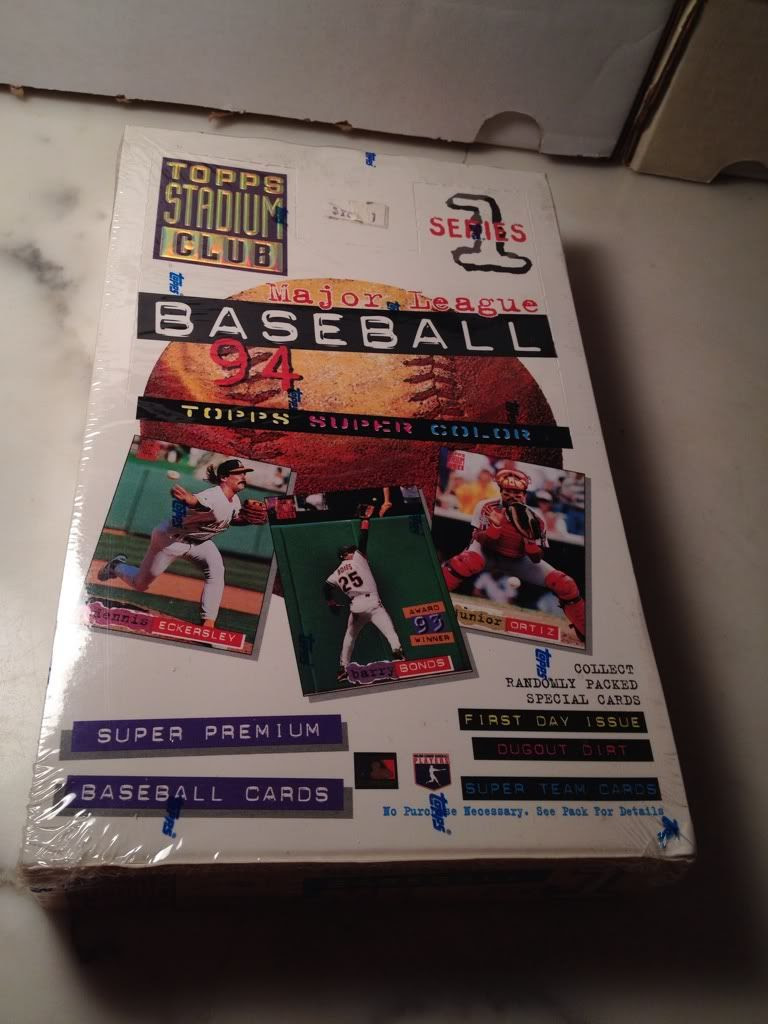 TOPPS
STADIUM
CLUB
SERIES
1
Major League
BASEBALL
94
TOPPS SUPER COLOR
dennis ECKERSLEY
25
AWARD
93
WINNER
barry BONDS
junior ORTIZ
COLLECT
RANDOMLY PACKED
SPECIAL CARDS
SUPER PREMIUM
BASEBALL CARDS
FIRST DAY ISSUE
DUGOUT DIRT
SUPER TEAM CARDS
PLAYERS
topps
No Purchase Necessary. See Pack For Details